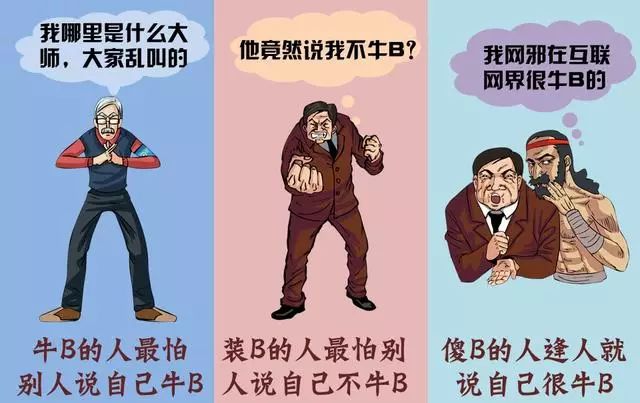 我哪里是什么大
师，大家乱叫的
牛B的人最怕
别人说自己牛B
他竟然说我不牛B？
装B的人最怕别
人说自己不牛B
我网邪在互联
网界很牛B的
傻B的人逢人就
说自己很牛B